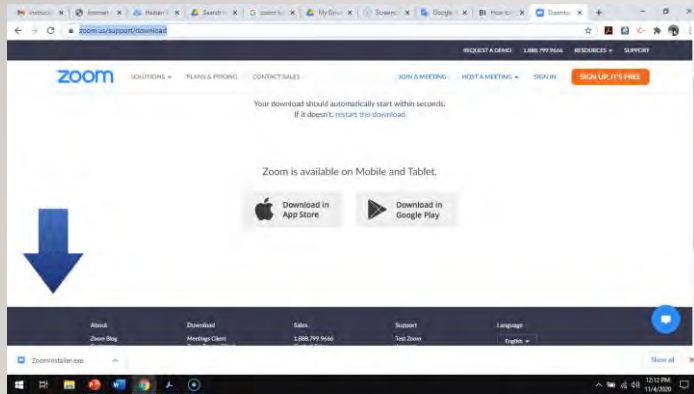 Internet
My Drive
Google
zoom.us/support/download
REQUEST A DEMO 1.888.799.9666 RESOURCES SUPPORT
zoom SOLUTIONS PLANS & PRICING CONTACT SALES JOIN A MEETING HOST A MEETING SIGN IN SIGN UP, IT'S FREE
Your download should automatically start within seconds.
If it doesn't, restart the download.
Zoom is available on Mobile and Tablet.
Download in
App Store
Download in
Google Play
About Download Sales Support Language
Zoom Blog Meetings Client 1.888.799.9666 Test Zoom English
ZoomInstaller.exe Show all
12:12 PM
11/4/2020